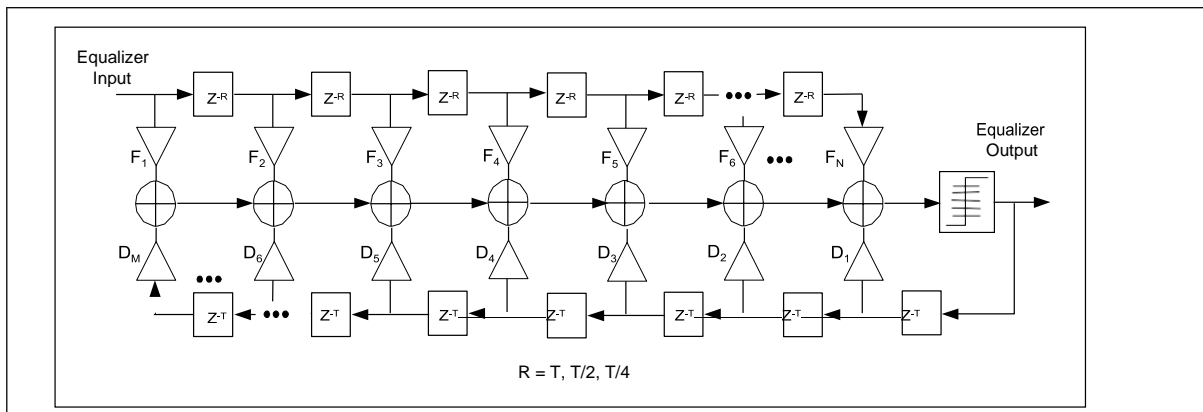 Equalizer
Input
Z-R Z-R Z-R Z-R Z-R ••• Z-R
Equalizer
Output
F1 F2 F3 F4 F5 F6 ••• FN
DM D6 D5 D4 D3 D2 D1
•••
Z-T ••• Z-T Z-T Z-T Z-T Z-T Z-T
R = T, T/2, T/4